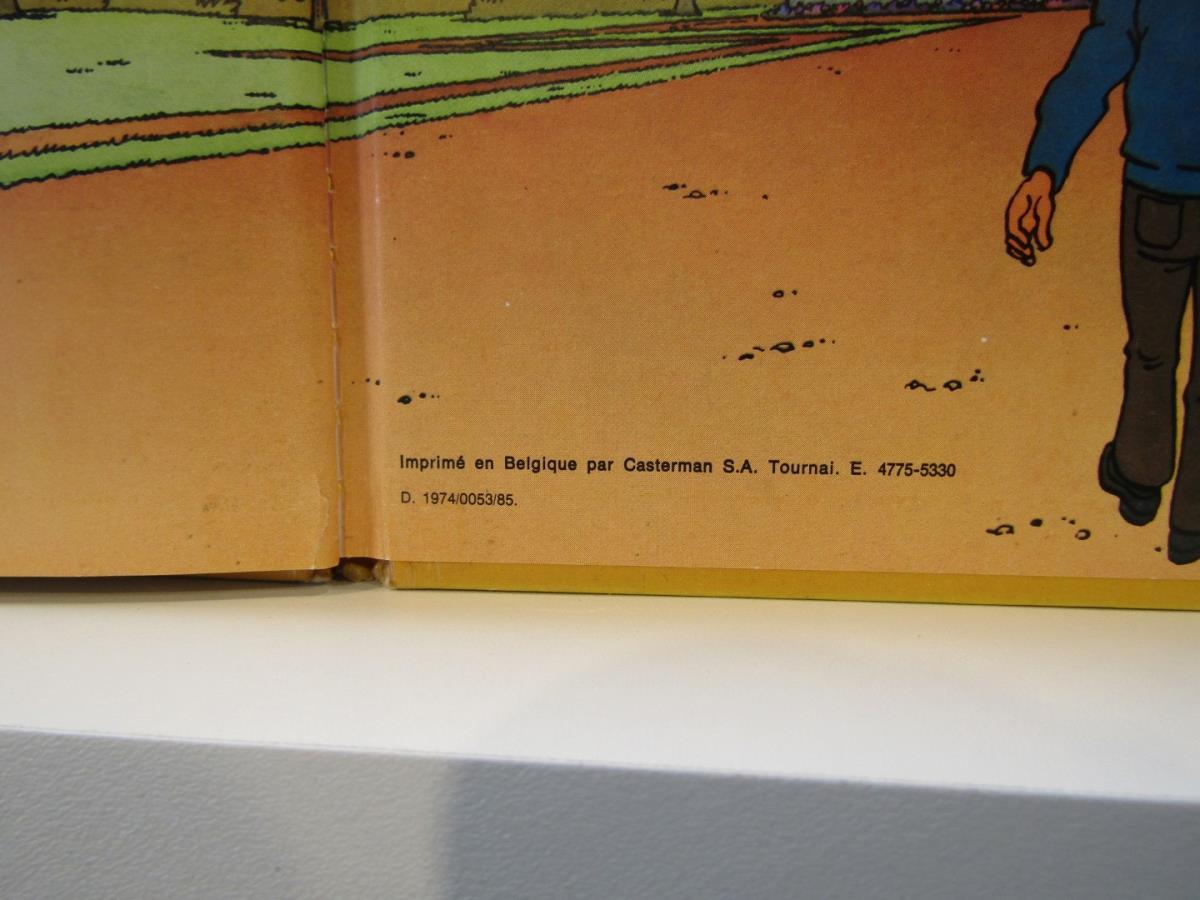 Imprimé en Belgique par Casterman S.A. Tournai. E. 4775-5330
D. 1974/0053/85.